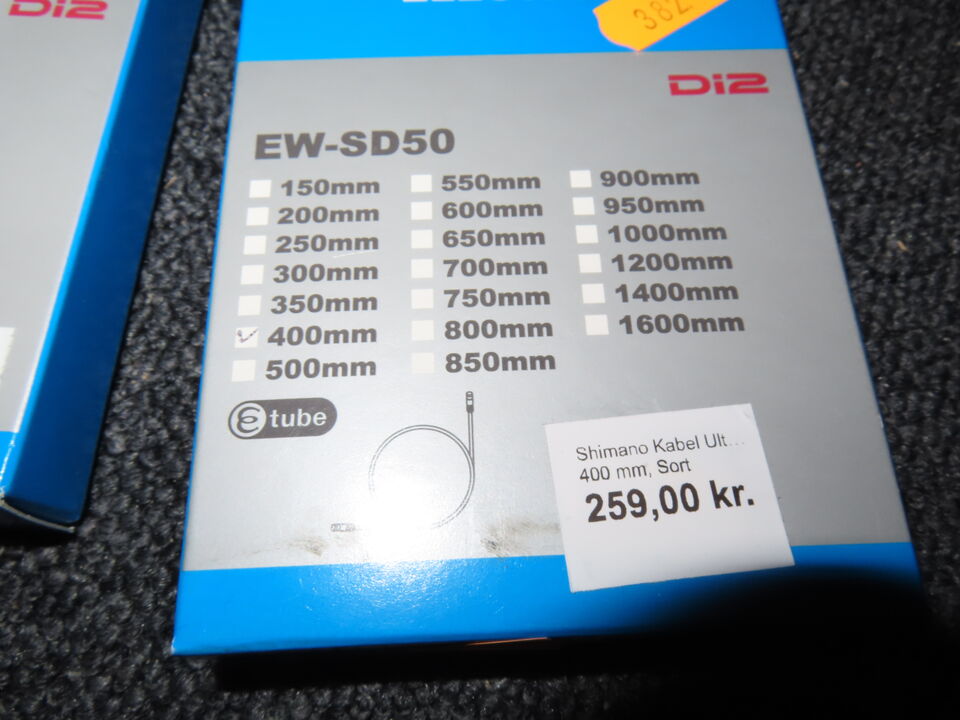 Di2
382
Di2
EW-SD50
150mm 550mm 900mm
200mm 600mm 950mm
250mm 650mm 1000mm
300mm 700mm 1200mm
350mm 750mm 1400mm
400mm 800mm 1600mm
500mm 850mm
e tube
Shimano Kabel Ult...
400 mm, Sort
259,00 kr.